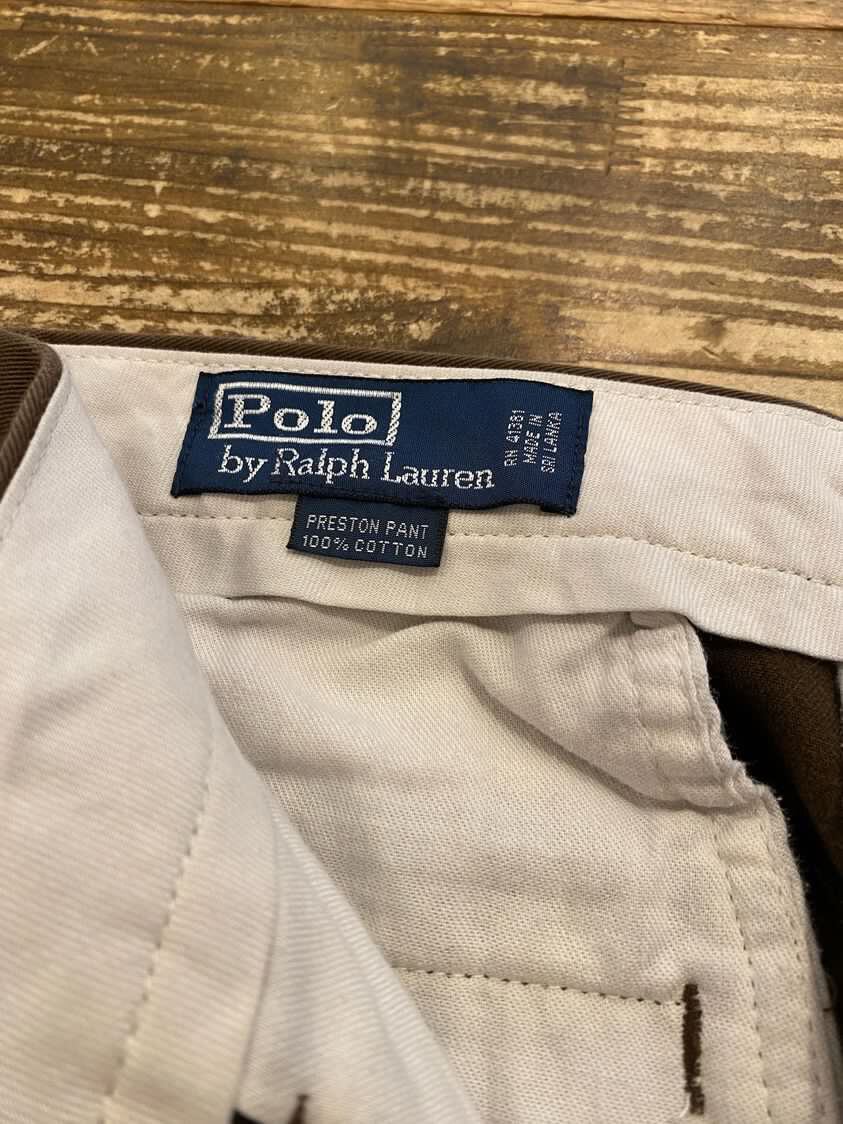 Polo
by Ralph Lauren
RN 41381
MADE IN
SRI LANKA
PRESTON PANT
100% COTTON